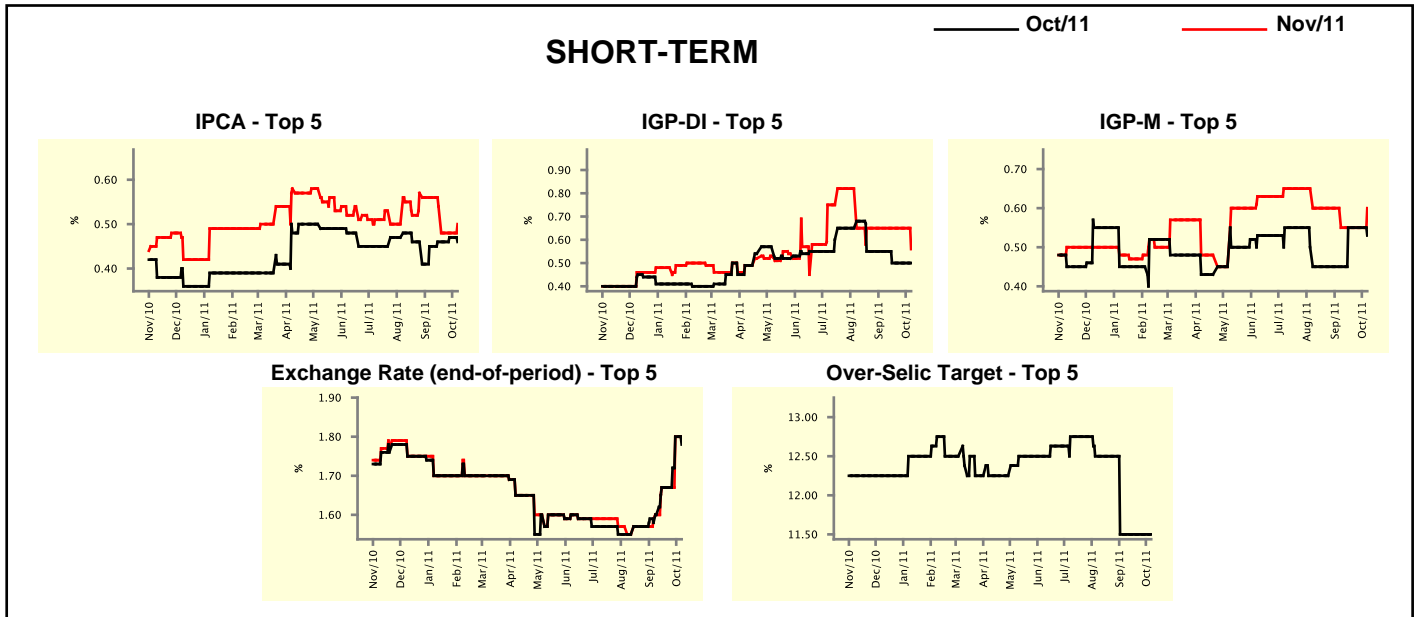 Oct/11 Nov/11
SHORT-TERM
IPCA - Top 5
IGP-DI - Top 5
IGP-M - Top 5
0.60
0.50
0.40
%
Nov/10 Dec/10 Jan/11 Feb/11 Mar/11 Apr/11 May/11 Jun/11 Jul/11 Aug/11 Sep/11 Oct/11
0.90
0.80
0.70
0.60
0.50
0.40
%
Nov/10 Dec/10 Jan/11 Feb/11 Mar/11 Apr/11 May/11 Jun/11 Jul/11 Aug/11 Sep/11 Oct/11
0.70
0.60
0.50
0.40
%
Nov/10 Dec/10 Jan/11 Feb/11 Mar/11 Apr/11 May/11 Jun/11 Jul/11 Aug/11 Sep/11 Oct/11
Exchange Rate (end-of-period) - Top 5
Over-Selic Target - Top 5
1.90
1.80
1.70
1.60
%
Nov/10 Dec/10 Jan/11 Feb/11 Mar/11 Apr/11 May/11 Jun/11 Jul/11 Aug/11 Sep/11 Oct/11
13.00
12.50
12.00
11.50
%
Nov/10 Dec/10 Jan/11 Feb/11 Mar/11 Apr/11 May/11 Jun/11 Jul/11 Aug/11 Sep/11 Oct/11